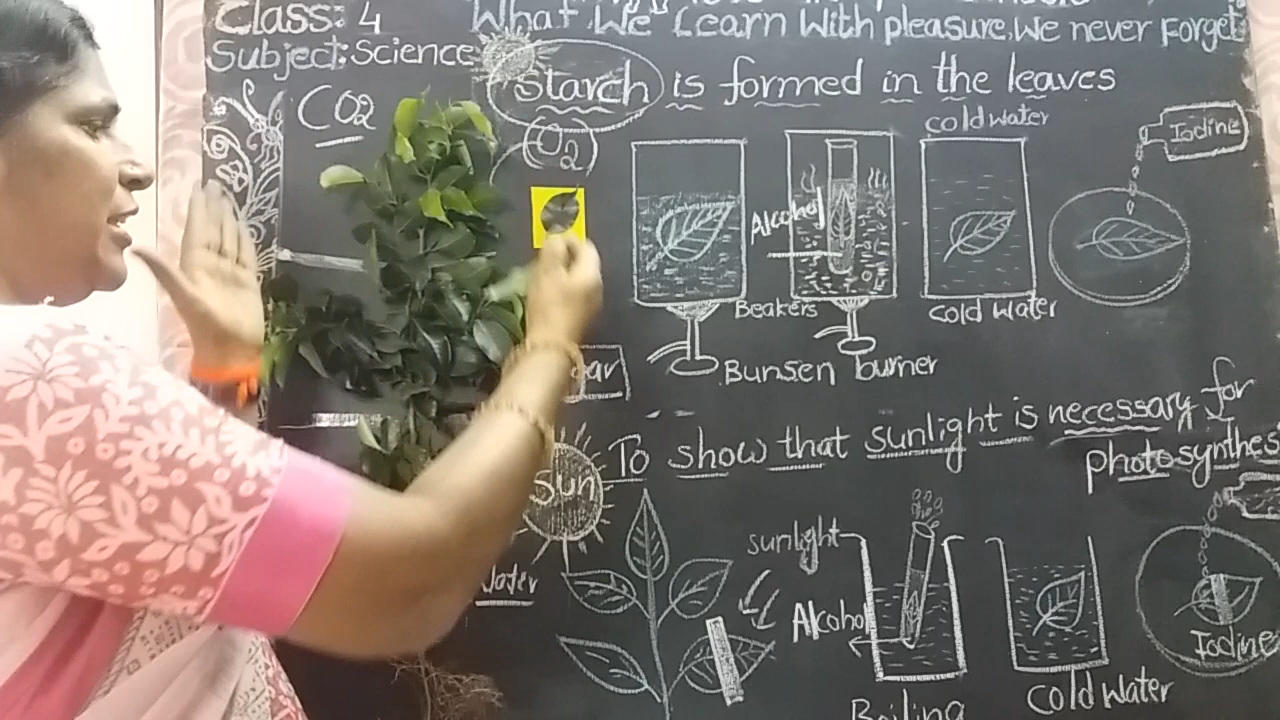 Class: 4
What We Learn With pleasure. We never Forget
Subject: Science
Starch is formed in the leaves
CO2
(O2)
cold water
Iodine
Alcohol
Beakers
cold water
Bunsen burner
To show that sunlight is necessary for
photosynthesis
Sun
sunlight
Water
Alcohol
Iodine
Boiling
Cold Water